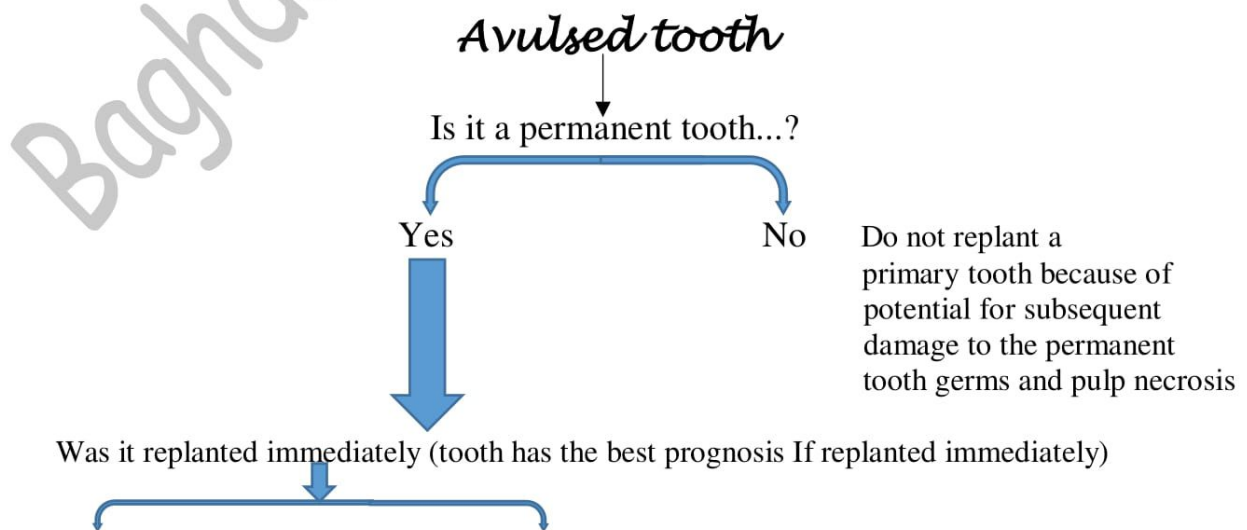 Avulsed tooth
Is it a permanent tooth...?
Yes
No
Do not replant a
primary tooth because of
potential for subsequent
damage to the permanent
tooth germs and pulp necrosis
Was it replanted immediately (tooth has the best prognosis If replanted immediately)